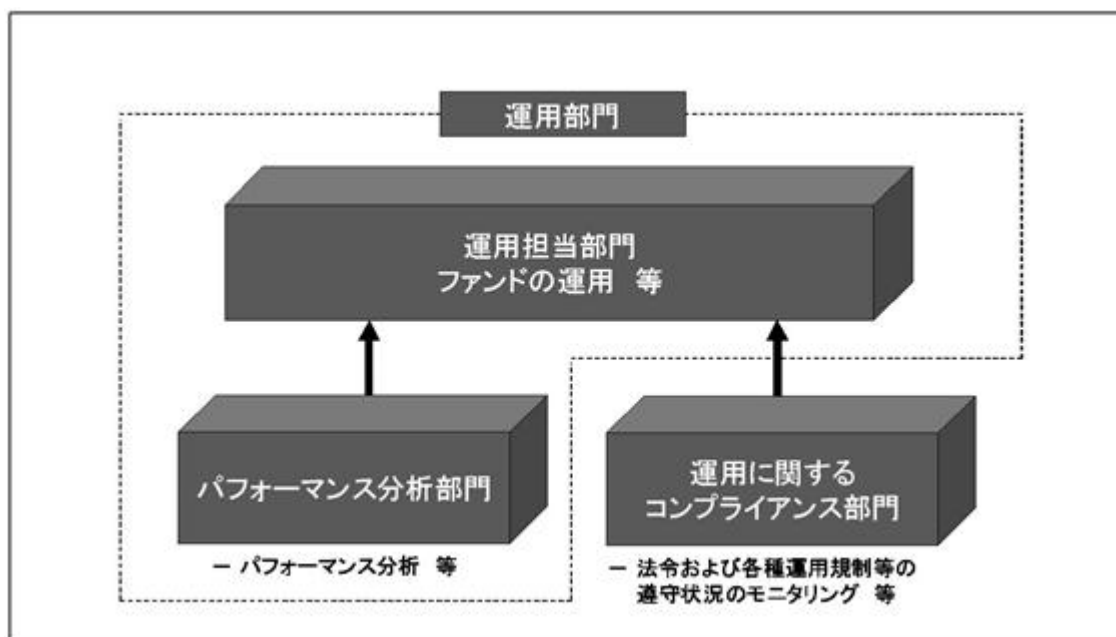 運用部門
運用担当部門
ファンドの運用　等
パフォーマンス分析部門
－ パフォーマンス分析　等
運用に関する
コンプライアンス部門
－ 法令および各種運用規制等の
遵守状況のモニタリング　等